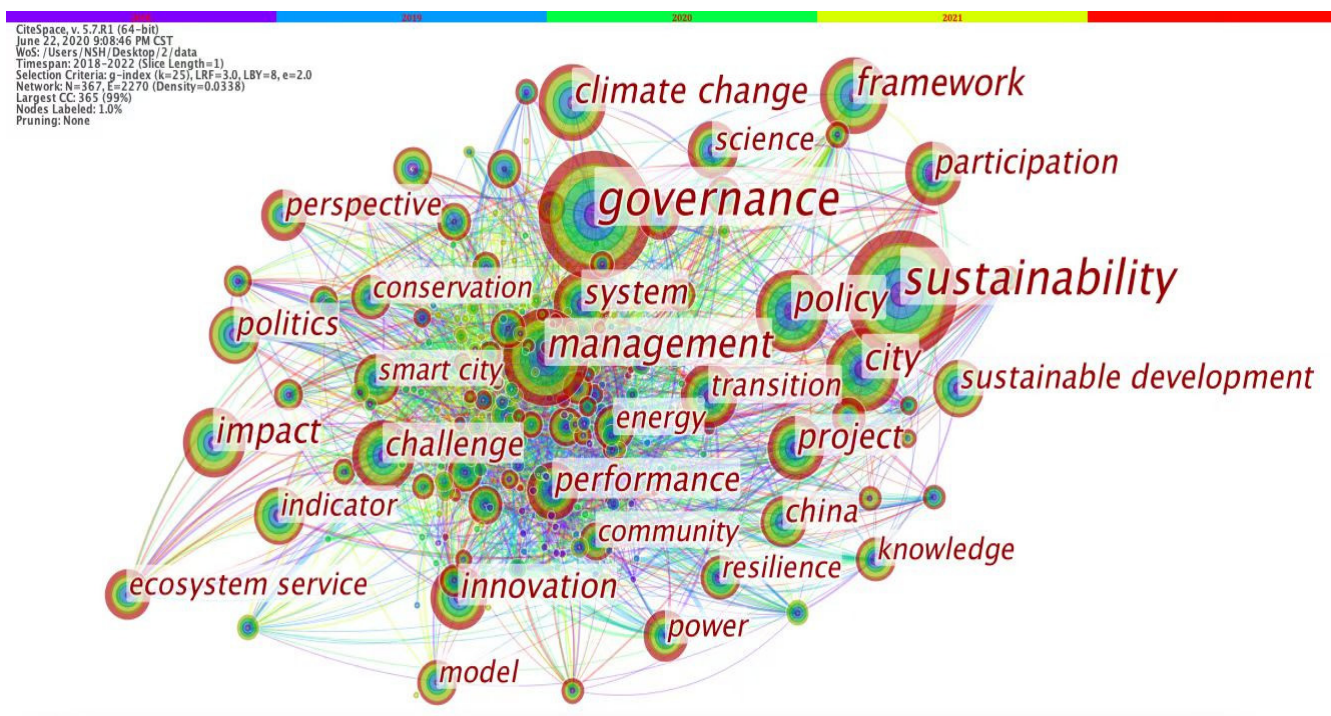 2019
2020
2021
CiteSpace, v. 5.7.R1 (64-bit)
June 22, 2020 9:08:46 PM CST
WoS: /Users/NSH/Desktop/2/data
Timespan: 2018-2022 (Slice Length=1)
Selection Criteria: g-index (k=25), LRF=3.0, LBY=8, e=2.0
Network: N=367, E=2270 (Density=0.0338)
Largest CC: 365 (99%)
Nodes Labeled: 1.0%
Pruning: None
climate change
framework
science
participation
governance
perspective
sustainability
conservation
system
policy
politics
management
smart city
transition
city
sustainable development
energy
impact
challenge
project
performance
indicator
china
community
knowledge
resilience
ecosystem service
innovation
power
model